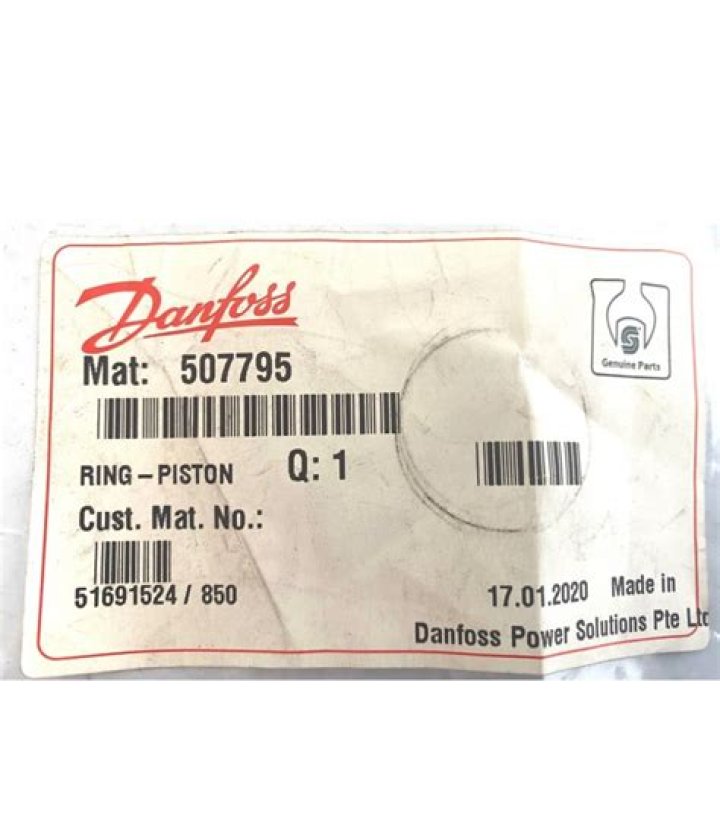 Danfoss
Genuine Parts
Mat: 507795
RING-PISTON Q: 1
Cust. Mat. No.:
51691524 / 850
17.01.2020 Made in
Danfoss Power Solutions Pte Ltd